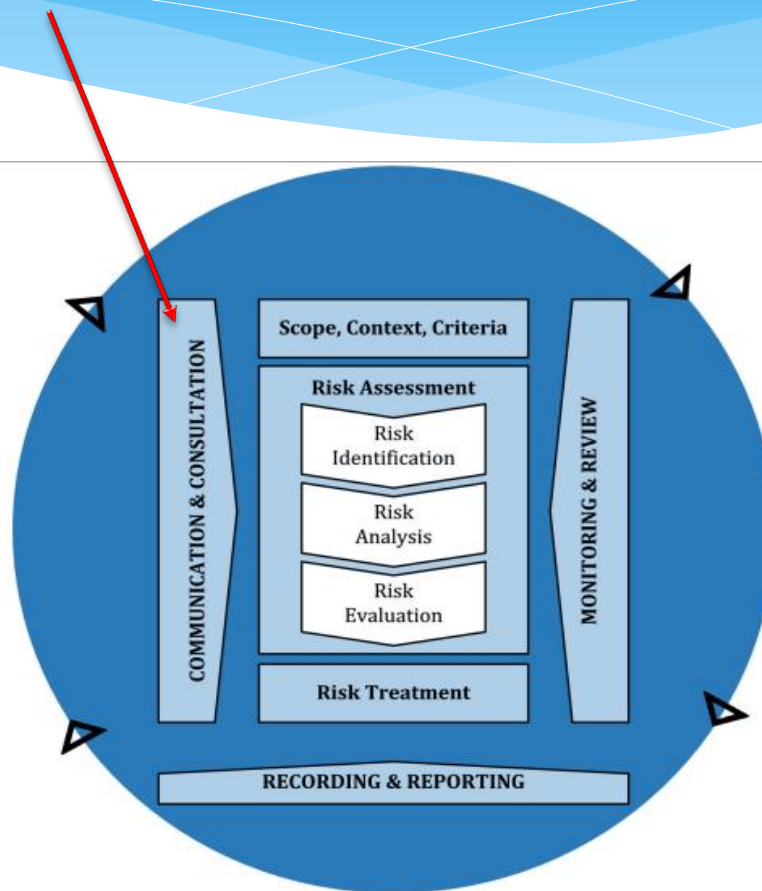 Scope, Context, Criteria
Risk Assessment
Risk
Identification
Risk
Analysis
Risk
Evaluation
Risk Treatment
COMMUNICATION & CONSULTATION
MONITORING & REVIEW
RECORDING & REPORTING